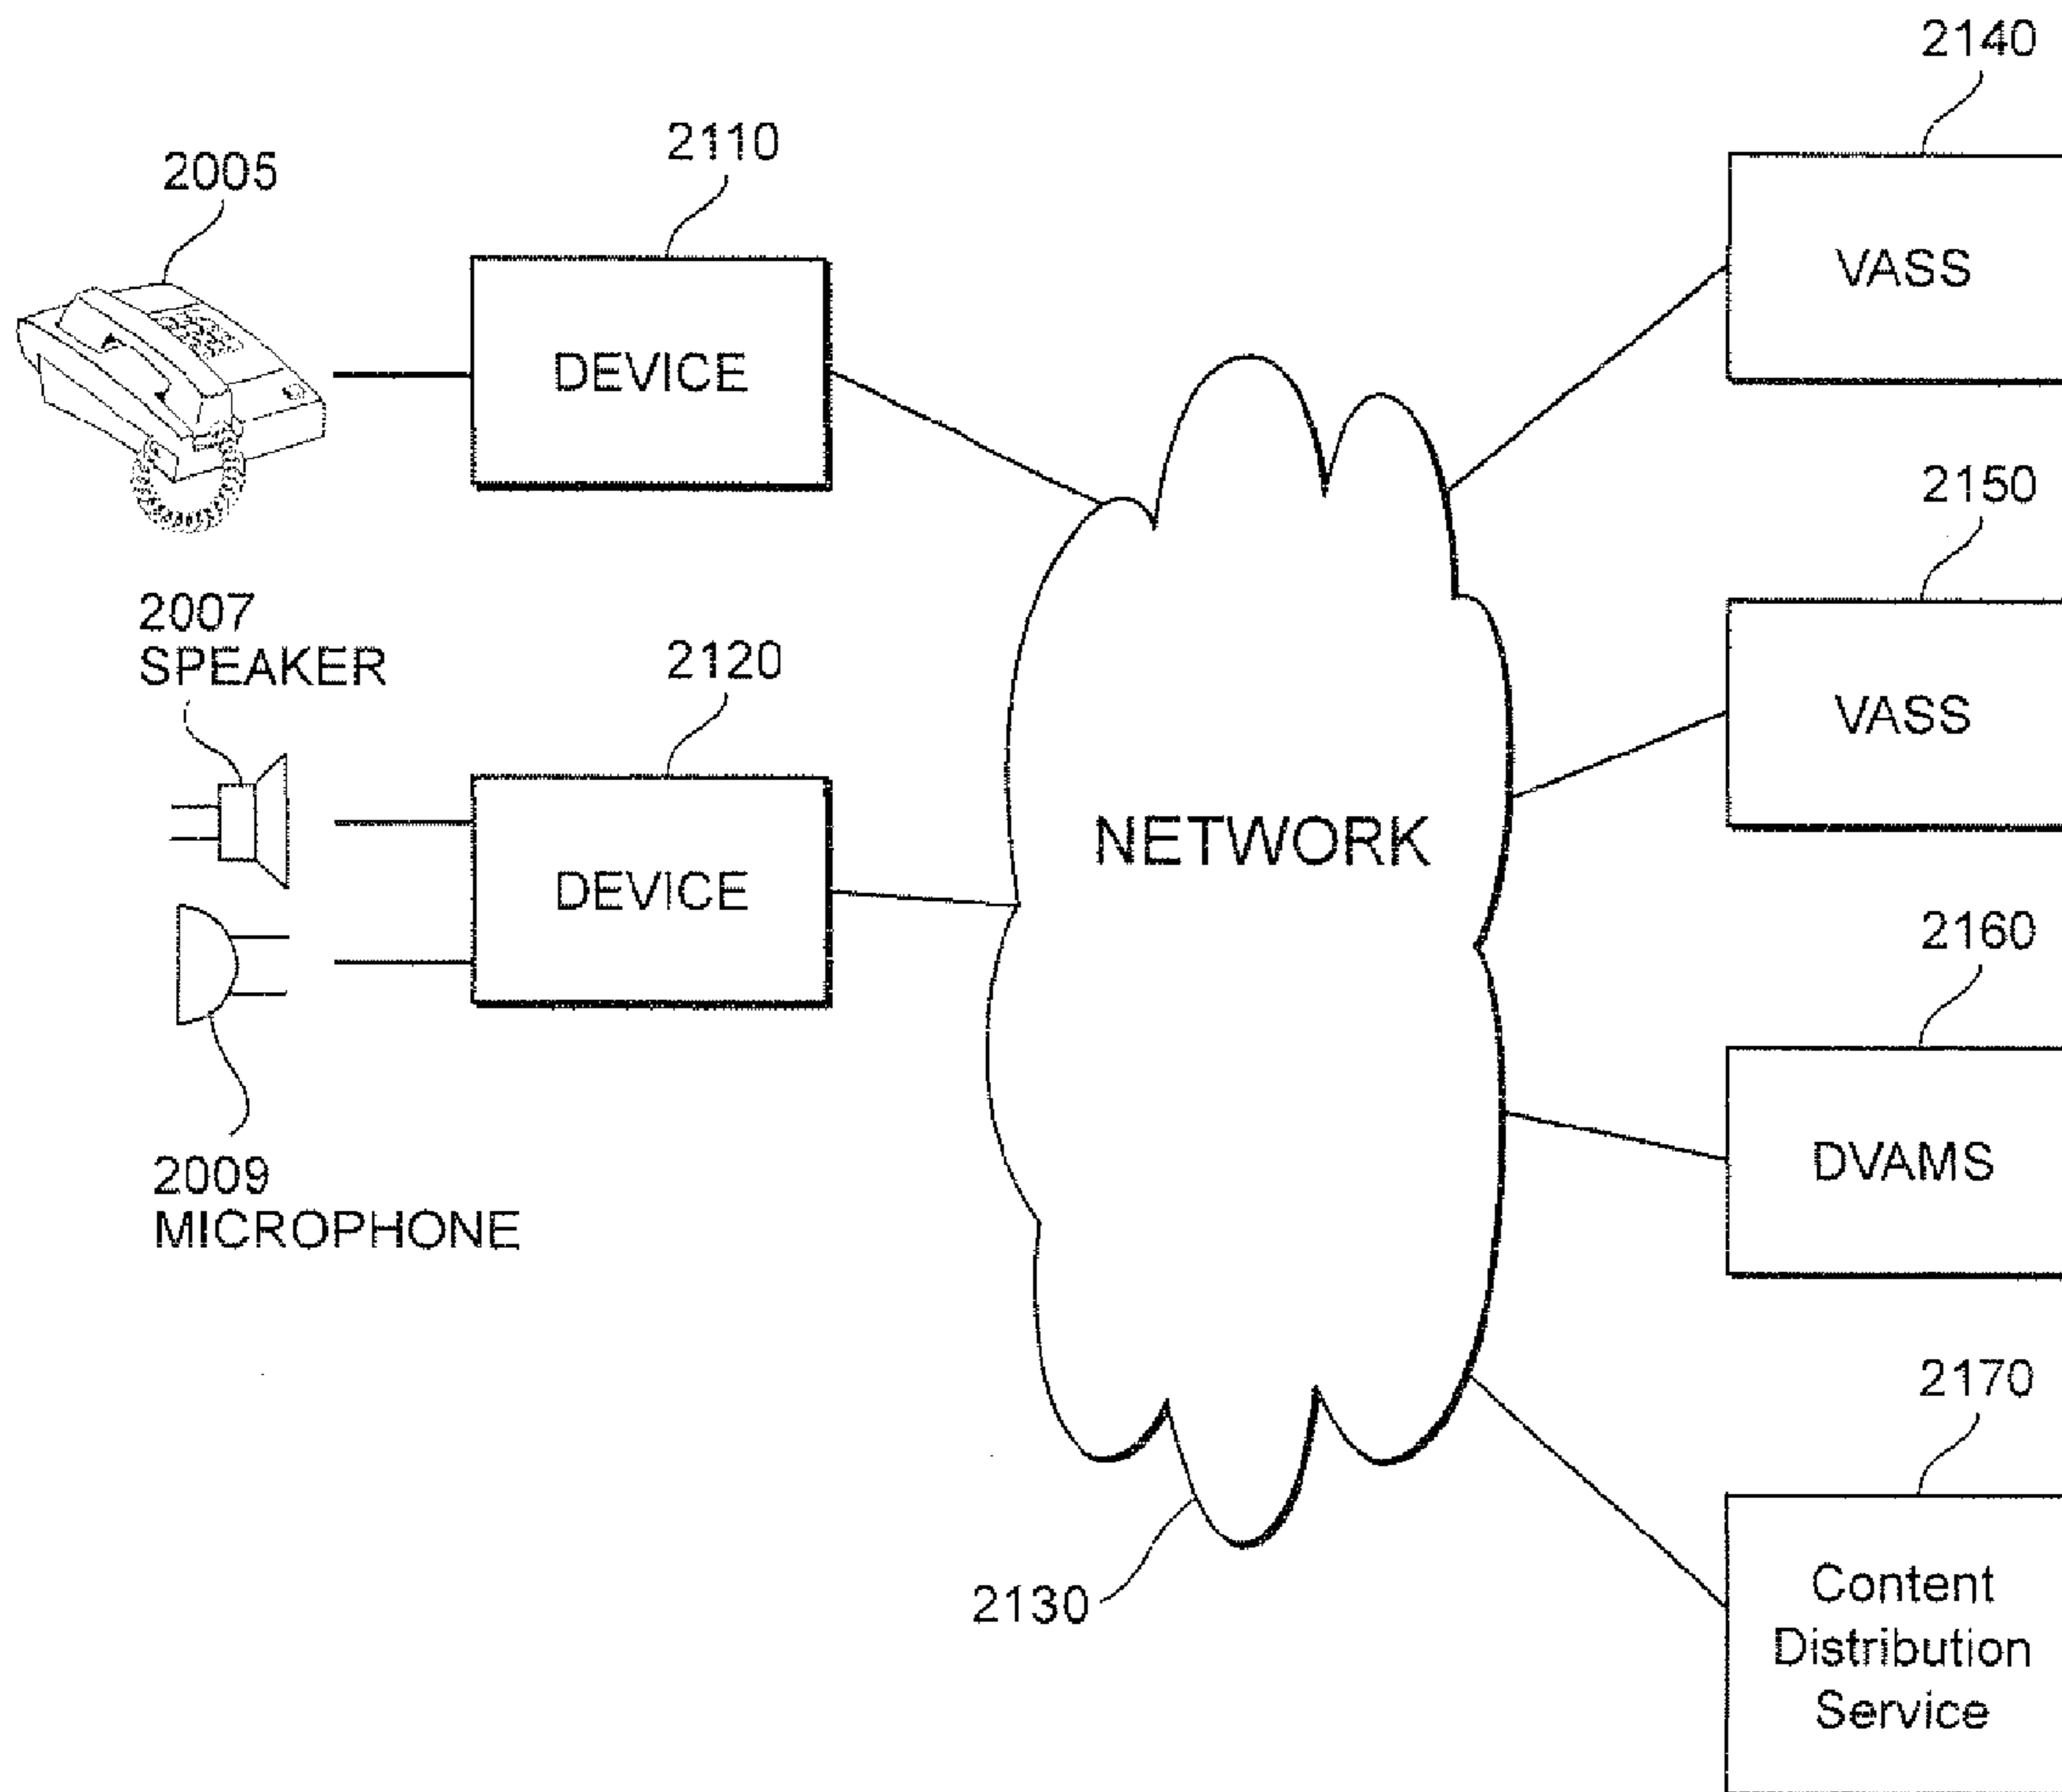 2140
2110
2005
VASS
DEVICE
2150
2007
SPEAKER
2120
VASS
NETWORK
DEVICE
2160
2009
MICROPHONE
DVAMS
2170
2130
Content
Distribution
Service